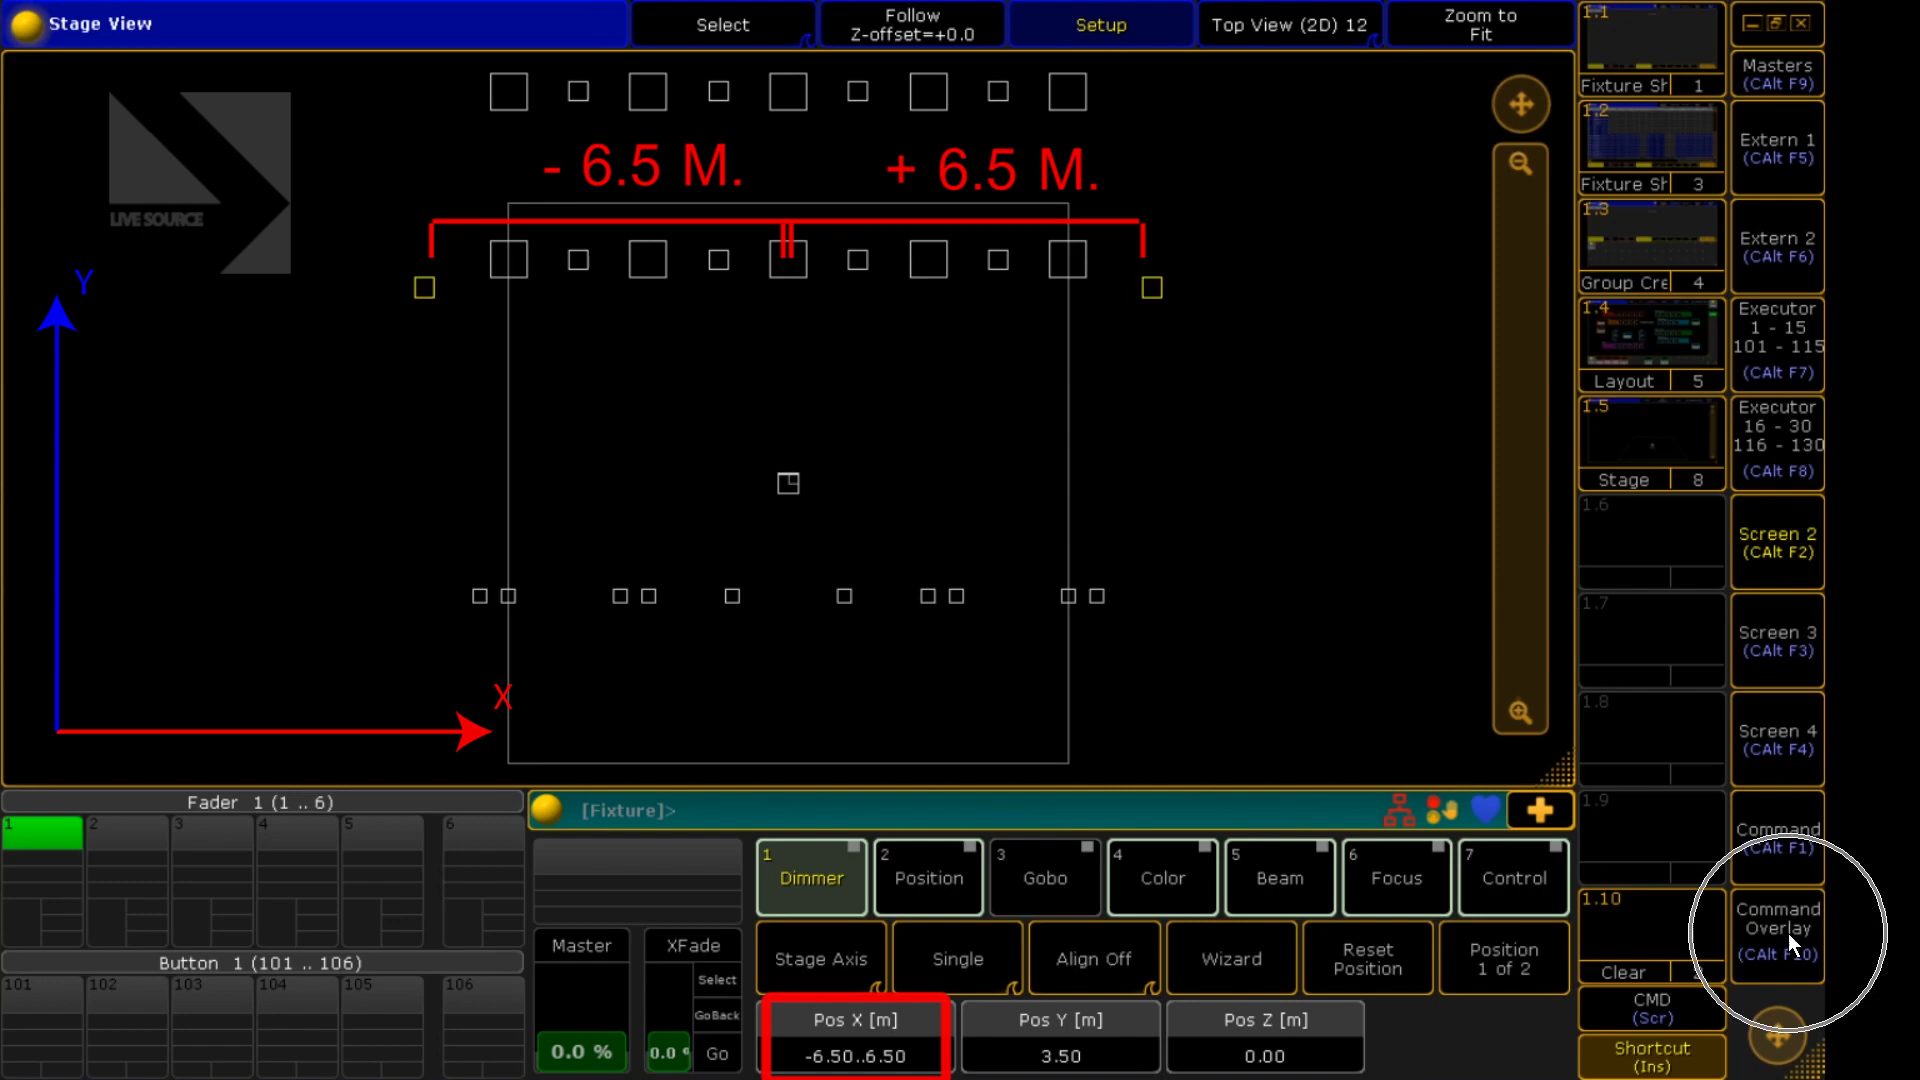 Stage View
Select
Follow
Z-offset=+0.0
Setup
Top View (2D) 12
Zoom to
Fit
- 6.5 M.
+ 6.5 M.
LIVE SOURCE
Y
X
1.1
Fixture Sh
1
1.2
Fixture Sh
3
1.3
Group Cre
4
1.4
Layout
5
1.5
Stage
8
1.6
1.7
1.8
1.9
1.10
Clear
CMD
(Scr)
Shortcut
(Ins)
Masters
(CAlt F9)
Extern 1
(CAlt F5)
Extern 2
(CAlt F6)
Executor
1 - 15
101 - 115
(CAlt F7)
Executor
16 - 30
116 - 130
(CAlt F8)
Screen 2
(CAlt F2)
Screen 3
(CAlt F3)
Screen 4
(CAlt F4)
Command
(CAlt F1)
Command
Overlay
(CAlt F10)
Fader 1 (1 .. 6)
1
2
3
4
5
6
Button 1 (101 .. 106)
101
102
103
104
105
106
[Fixture]>
Master
0.0 %
XFade
Select
GoBack
0.0
Go
1
Dimmer
2
Position
3
Gobo
4
Color
5
Beam
6
Focus
7
Control
Stage Axis
Single
Align Off
Wizard
Reset
Position
Position
1 of 2
Pos X [m]
-6.50..6.50
Pos Y [m]
3.50
Pos Z [m]
0.00